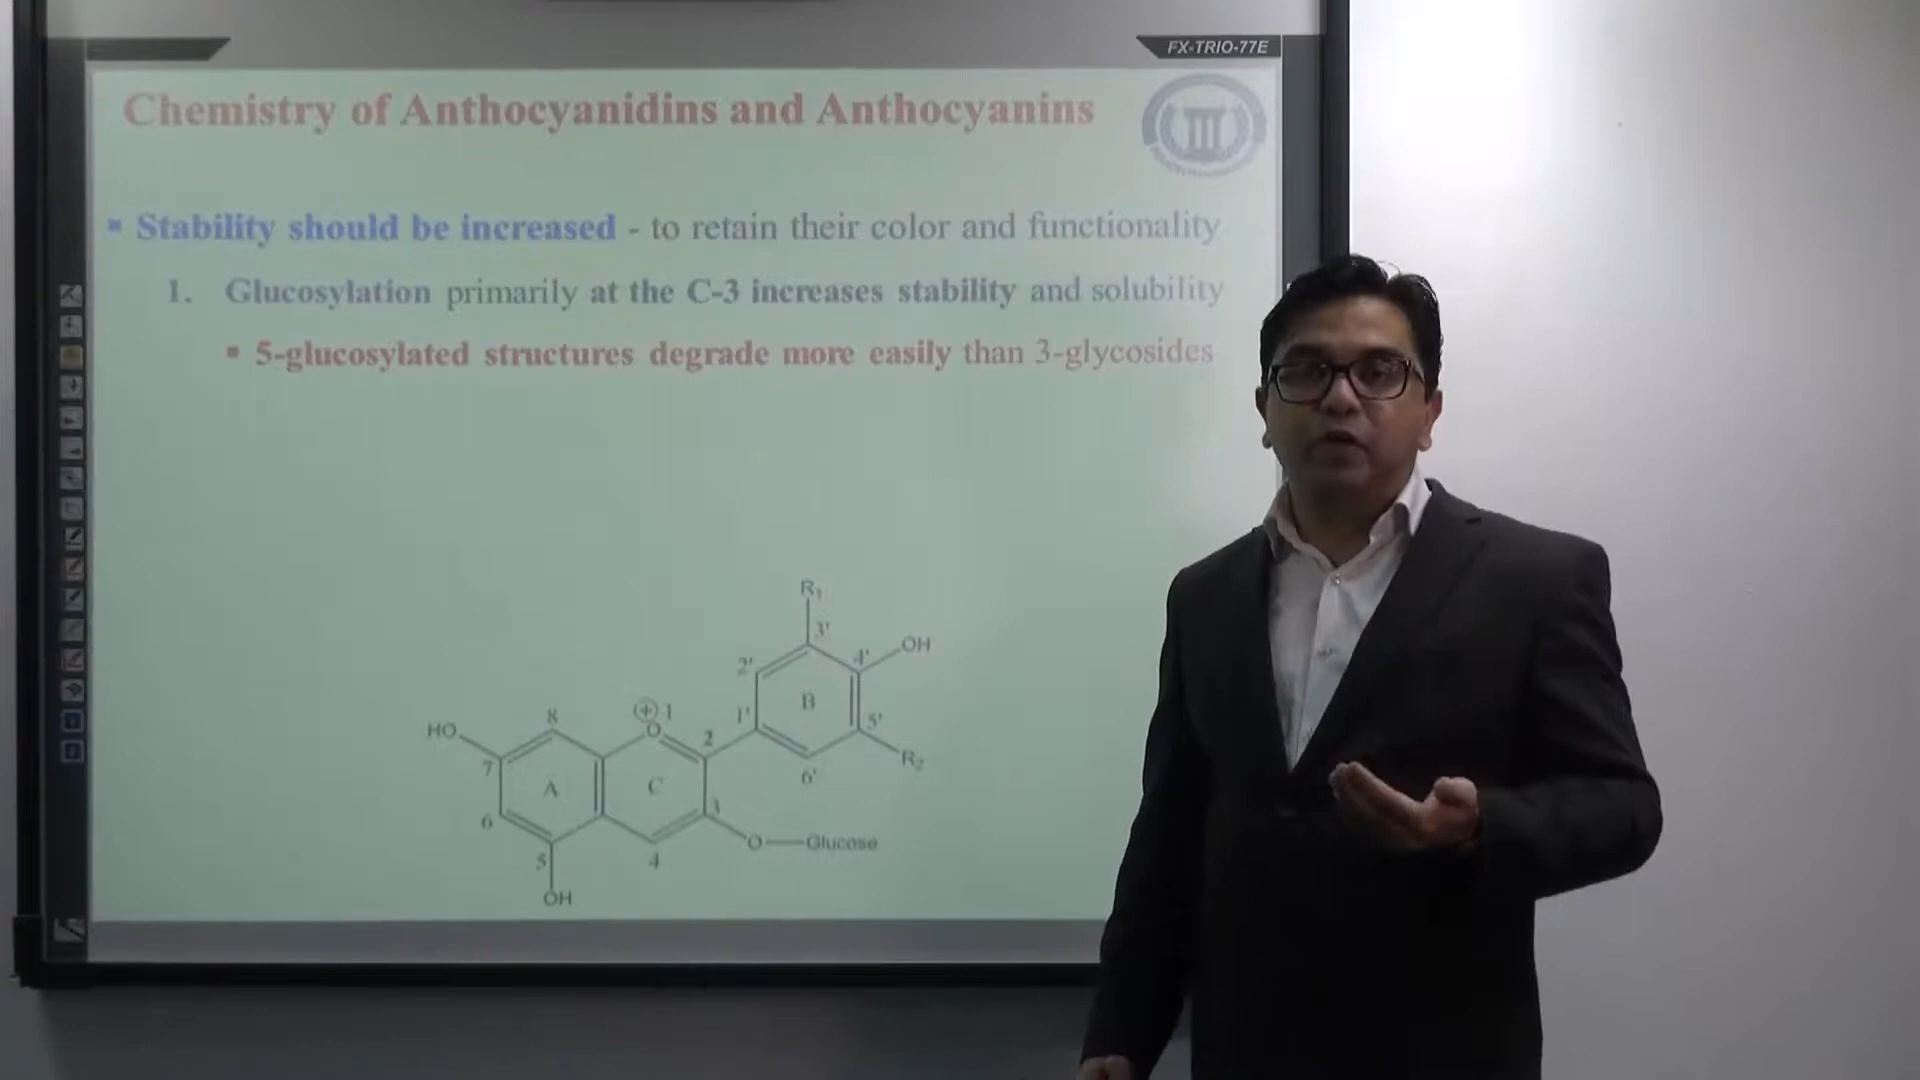 FX-TRIO-77E
Chemistry of Anthocyanidins and Anthocyanins
▪ Stability should be increased - to retain their color and functionality
1. Glucosylation primarily at the C-3 increases stability and solubility
▪ 5-glucosylated structures degrade more easily than 3-glycosides
R1
3'
OH
2'
4'
B
1'
5'
R2
6'
+ 1
O
2
HO
8
7
A
C
3
6
O
Glucose
5
4
OH